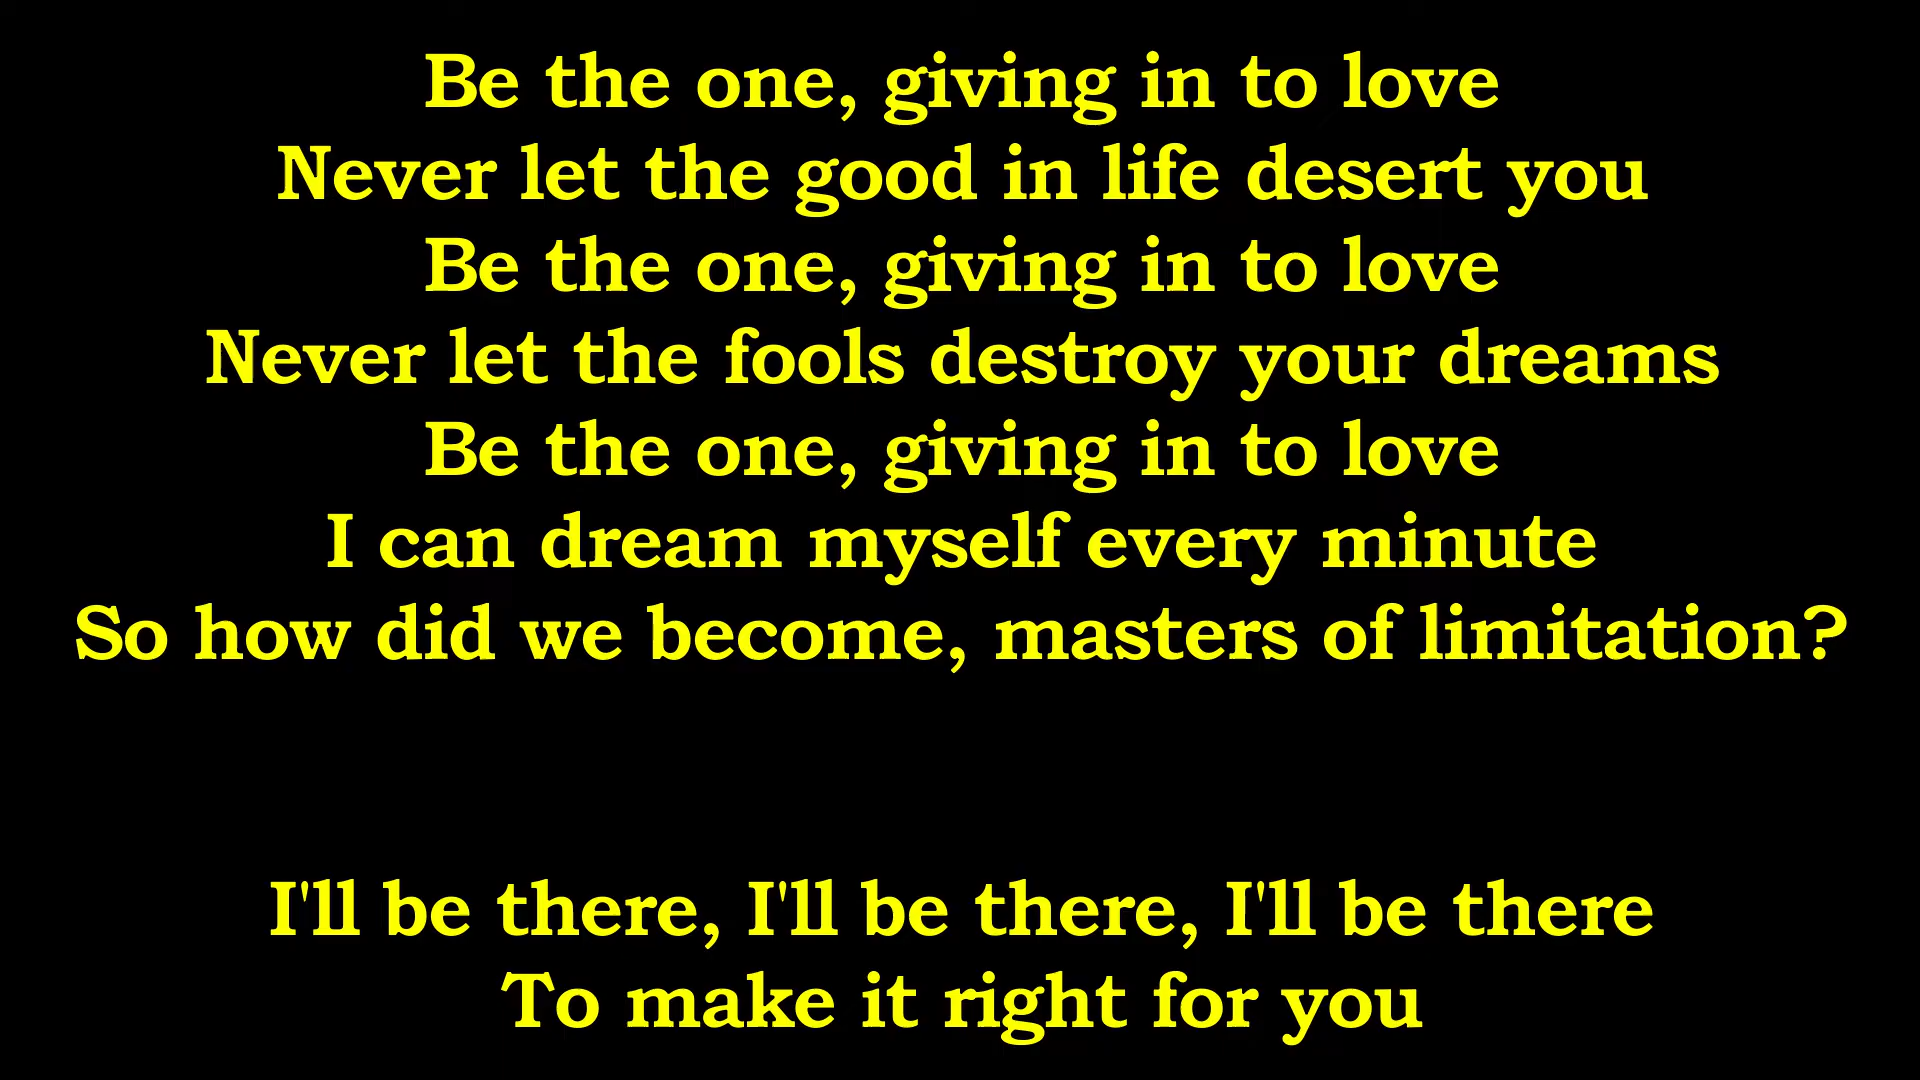 Be the one, giving in to love
Never let the good in life desert you
Be the one, giving in to love
Never let the fools destroy your dreams
Be the one, giving in to love
I can dream myself every minute
So how did we become, masters of limitation?
I'll be there, I'll be there, I'll be there
To make it right for you